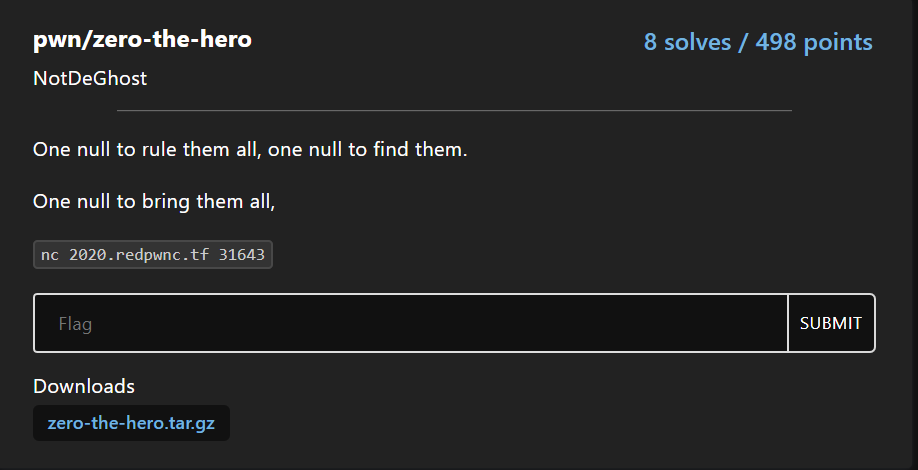 pwn/zero-the-hero
8 solves / 498 points
NotDeGhost
One null to rule them all, one null to find them.
One null to bring them all,
nc 2020.redpwnc.tf 31643
Flag
SUBMIT
Downloads
zero-the-hero.tar.gz